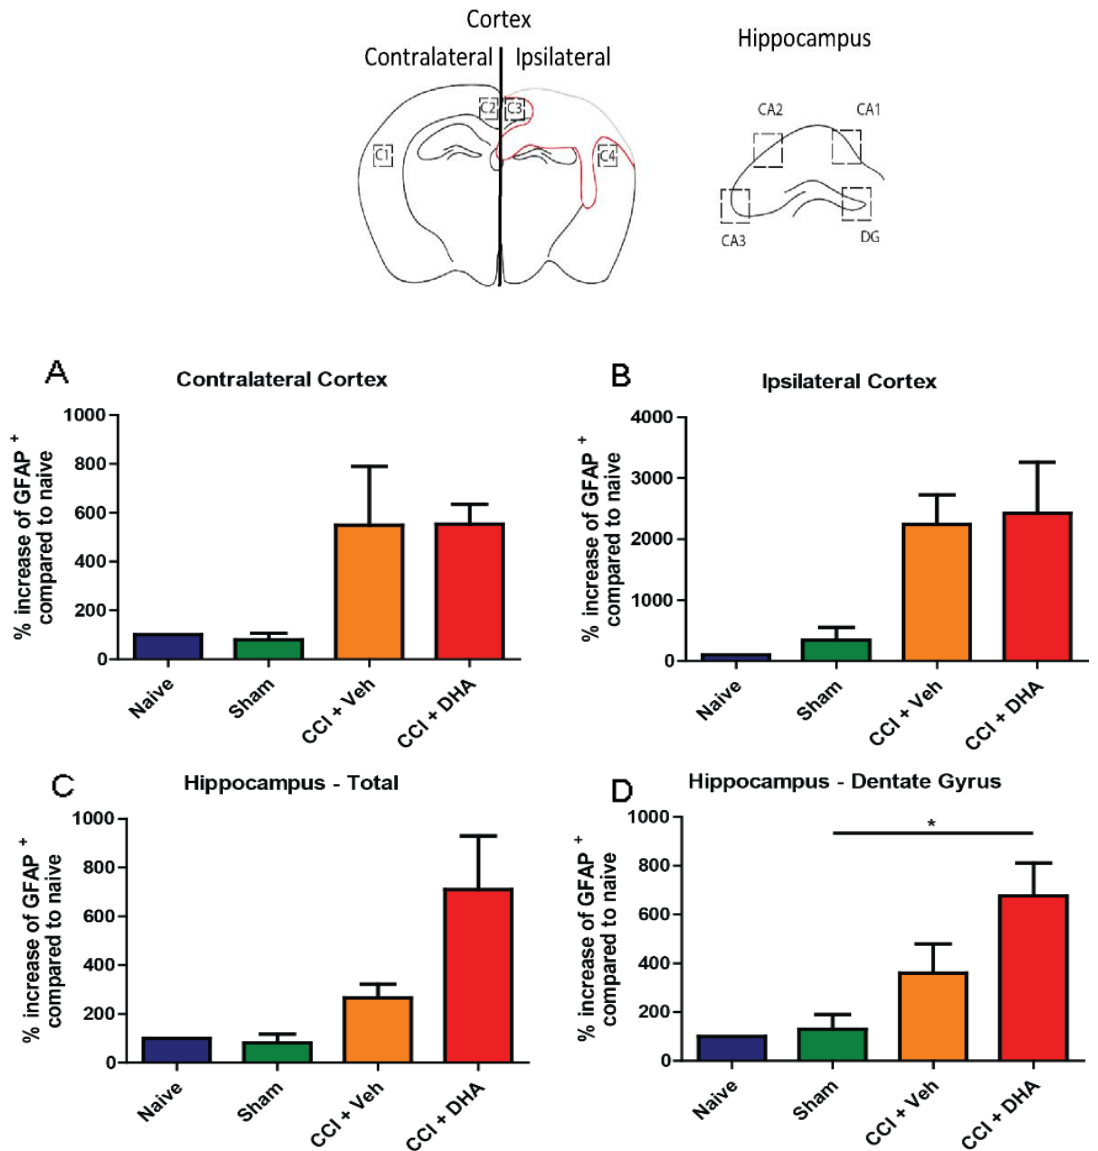 Cortex
Contralateral
Ipsilateral
C1
C2
C3
C4
Hippocampus
CA2
CA1
CA3
DG
A
Contralateral Cortex
% increase of GFAP +
compared to naive
1000
800
600
400
200
0
Naive
Sham
CCI + Veh
CCI + DHA
B
Ipsilateral Cortex
% increase of GFAP +
compared to naive
4000
3000
2000
1000
0
Naive
Sham
CCI + Veh
CCI + DHA
C
Hippocampus - Total
% increase of GFAP +
compared to naive
1000
800
600
400
200
0
Naive
Sham
CCI + Veh
CCI + DHA
D
Hippocampus - Dentate Gyrus
% increase of GFAP +
compared to naive
1000
800
600
400
200
0
*
Naive
Sham
CCI + Veh
CCI + DHA